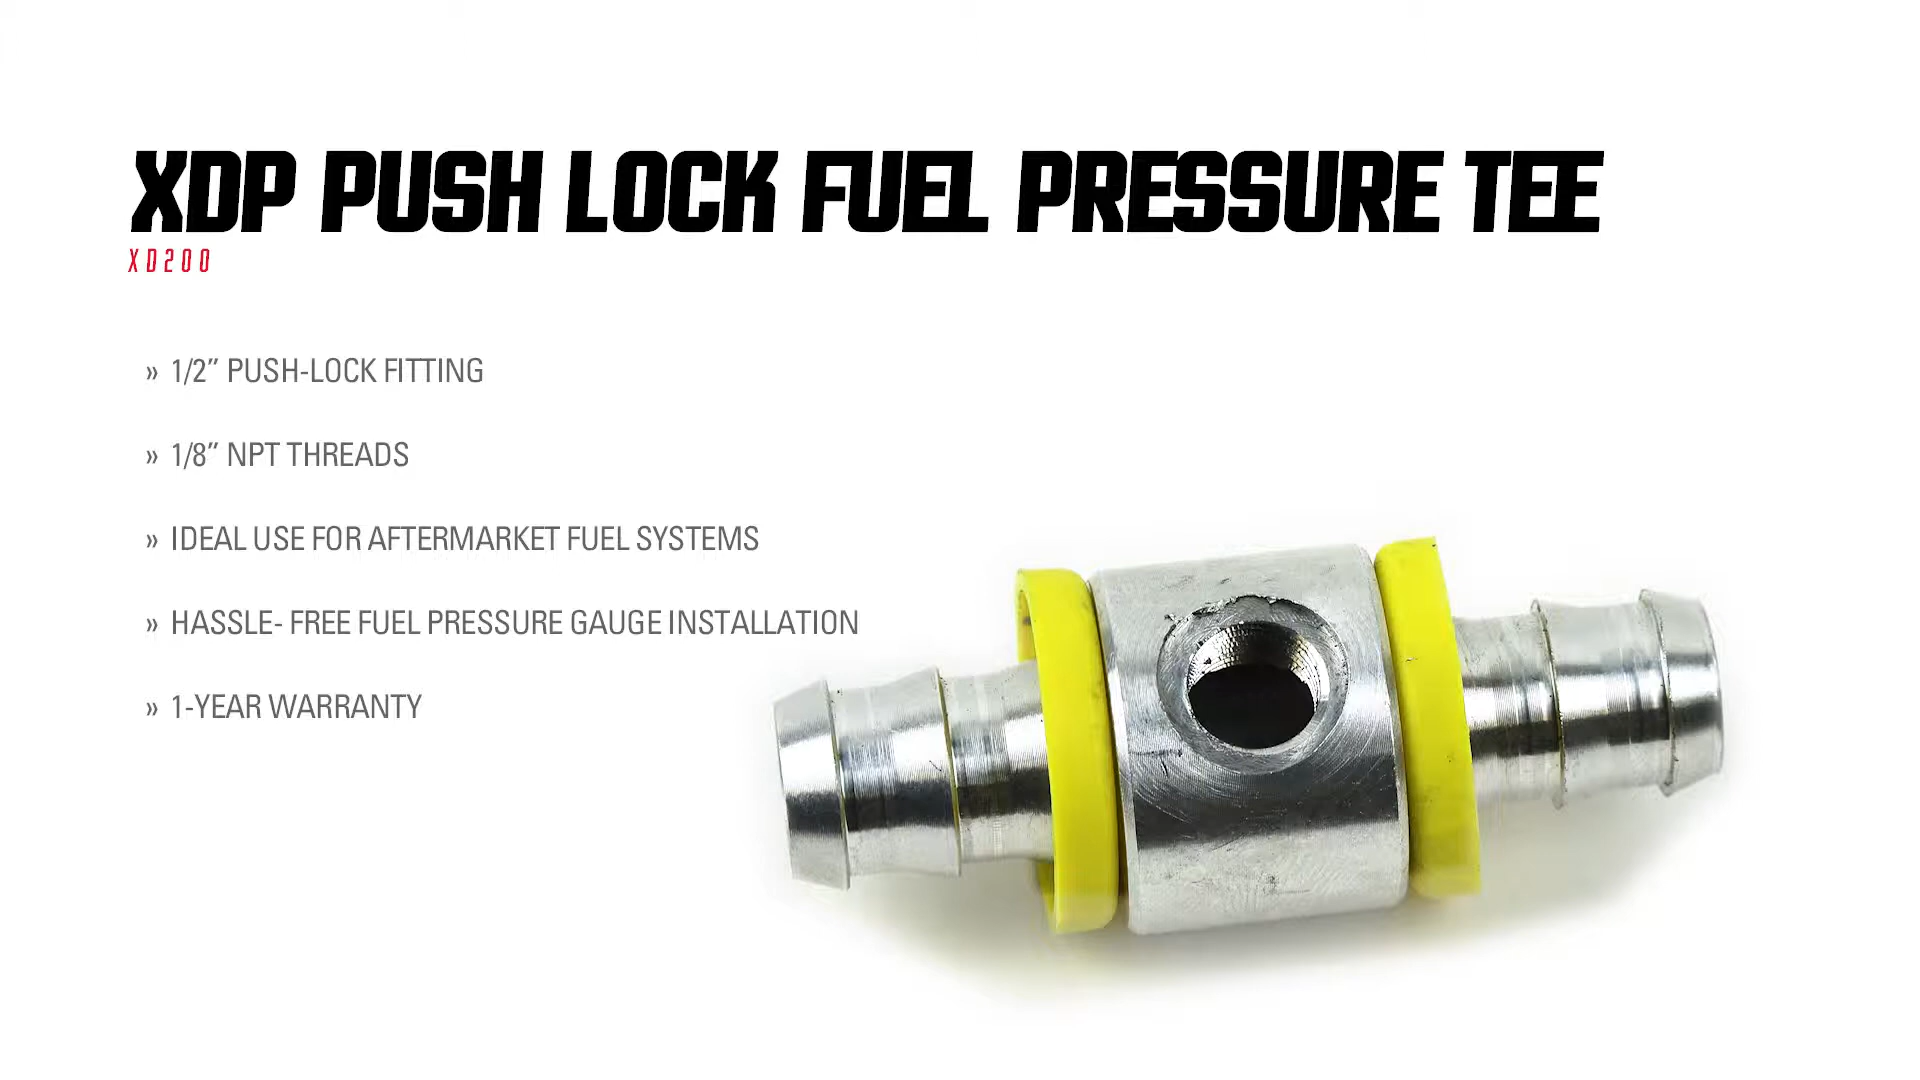 XDP PUSH LOCK FUEL PRESSURE TEE
XD200
» 1/2” PUSH-LOCK FITTING
» 1/8” NPT THREADS
» IDEAL USE FOR AFTERMARKET FUEL SYSTEMS
» HASSLE- FREE FUEL PRESSURE GAUGE INSTALLATION
» 1-YEAR WARRANTY